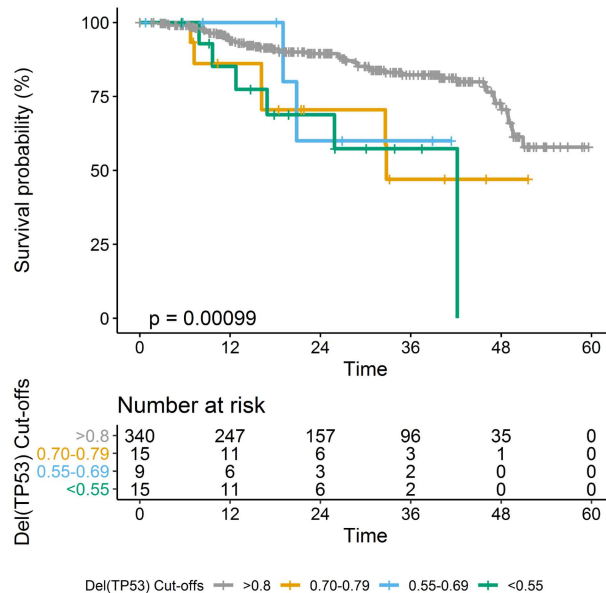 Survival probability (%)
100
75
50
25
0
p = 0.00099
0 12 24 36 48 60
Time
Number at risk
Del(TP53) Cut-offs
>0.8 340 247 157 96 35 0
0.70-0.79 15 11 6 3 1 0
0.55-0.69 9 6 3 2 0 0
<0.55 15 11 6 2 0 0
0 12 24 36 48 60
Time
Del(TP53) Cut-offs >0.8 0.70-0.79 0.55-0.69 <0.55